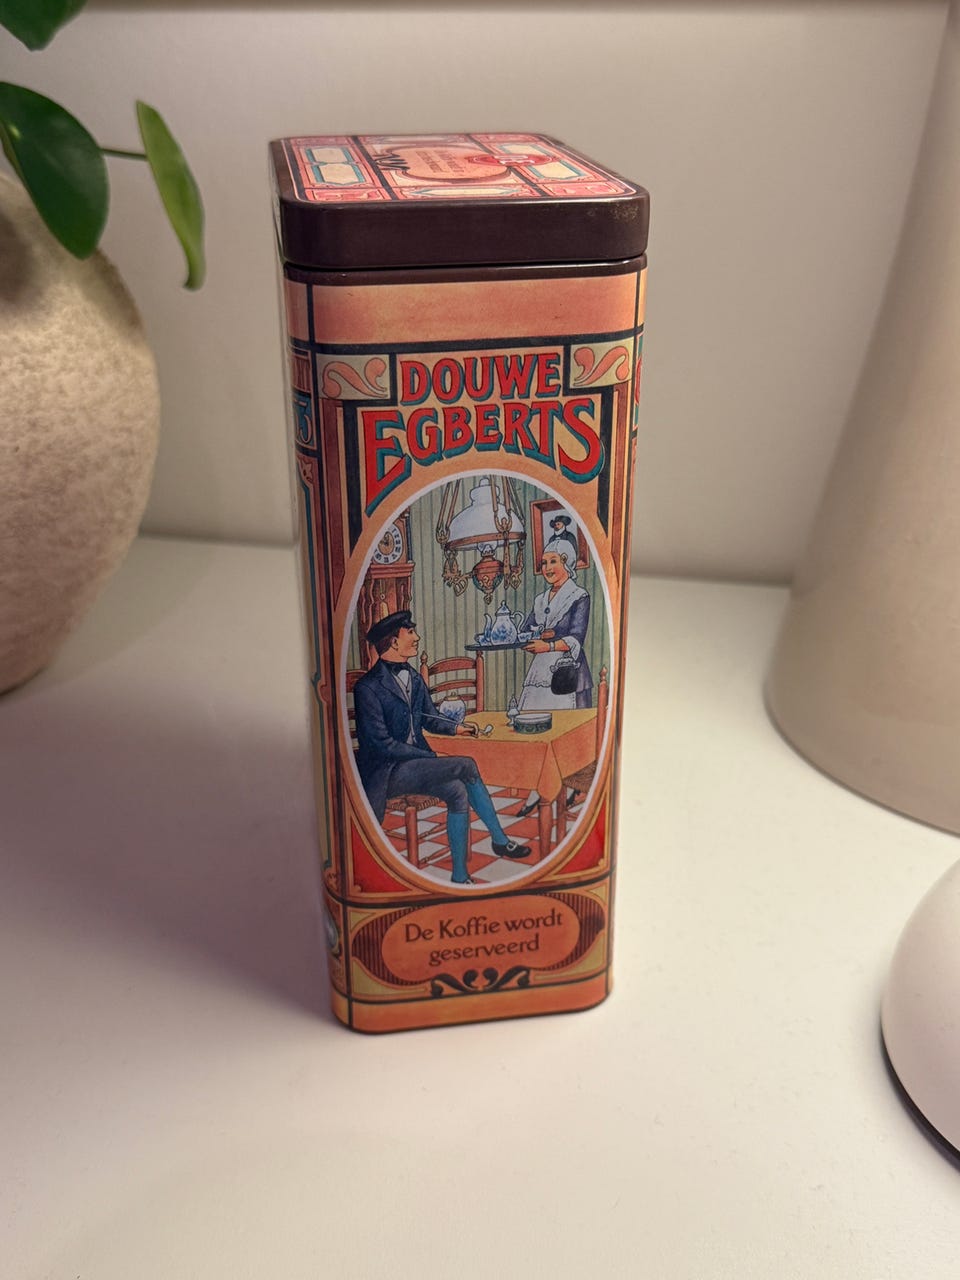 DOUWE
EGBERTS
De Koffie wordt
geserveerd